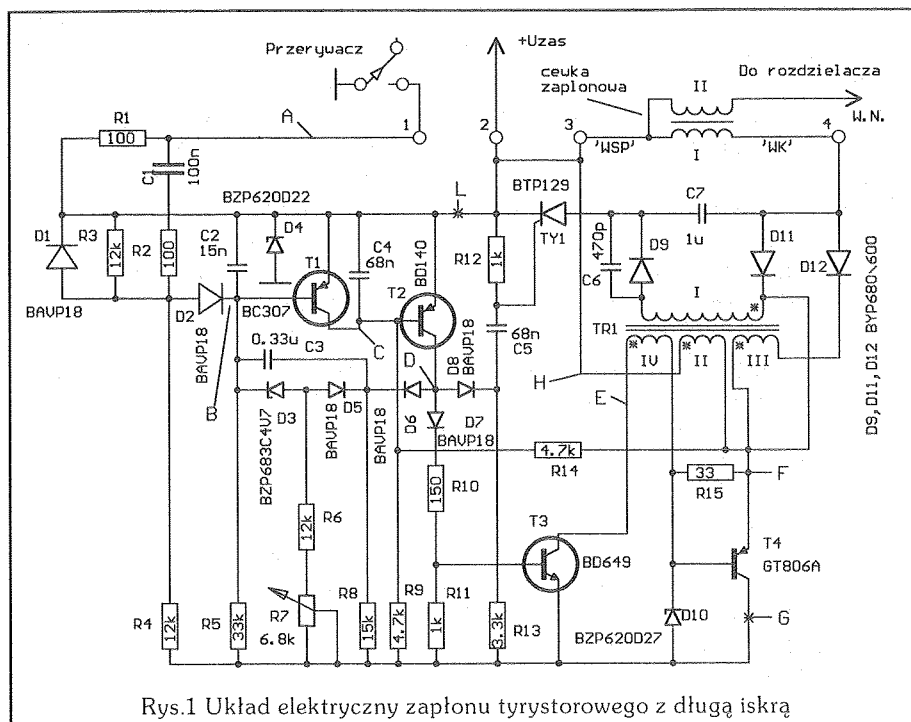 Przerywacz
+Uzas
cewka
zaplonowa
II
Do rozdzielacza
W.N.
R1
100
A
1
2
3
'WSP'
I
'WK'
4
C1
100n
BZP620D22
L
BTP129
C7
1u
D1
R3
12k
R2
100
C2
15n
D4
C4
68n
BD140
R12
1k
TY1
470p
C6
D9
D11
D12
T1
T2
I
BAVP18
D2
BC307
TR1
BAVP18
0.33u
C3
C
68n
C5
IV
II
III
B
D
D8
BAVP18
H
E
D3
D5
D6
D7
BZP683C4V7
BAVP18
BAVP18
BAVP18
4.7k
R14
D9,D11,D12 BYP680\600
150
R10
33
R15
F
R6
12k
T3
BD649
T4
GT806A
R4
12k
R5
33k
R7
6.8k
R8
15k
R9
4.7k
R11
1k
3.3k
R13
BZP620D27
D10
G
Rys.1 Układ elektryczny zapłonu tyrystorowego z długą iskrą